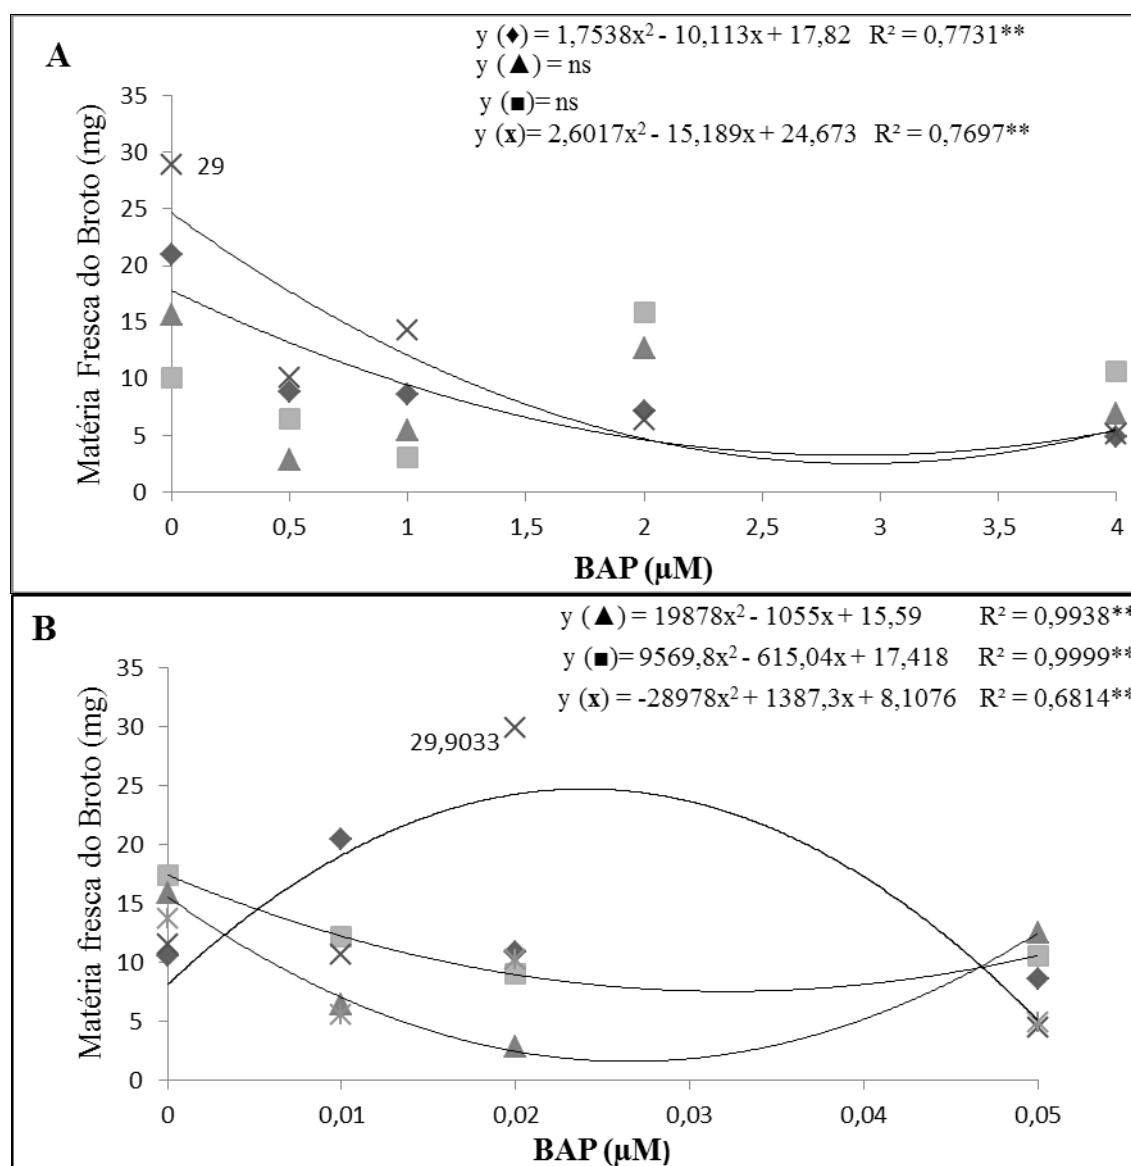 A
y (♦) = 1,7538x² - 10,113x + 17,82 R² = 0,7731**
y (▲) = ns
y (■)= ns
y (x)= 2,6017x² - 15,189x + 24,673 R² = 0,7697**
Matéria Fresca do Broto (mg)
35
30
25
20
15
10
5
0
29
0 0,5 1 1,5 2 2,5 3 3,5 4
BAP (µM)
B
y (▲) = 19878x² - 1055x + 15,59 R² = 0,9938**
y (■)= 9569,8x² - 615,04x + 17,418 R² = 0,9999**
y (x) = -28978x² + 1387,3x + 8,1076 R² = 0,6814**
Matéria fresca do Broto (mg)
35
30
25
20
15
10
5
0
29,9033
0 0,01 0,02 0,03 0,04 0,05
BAP (µM)